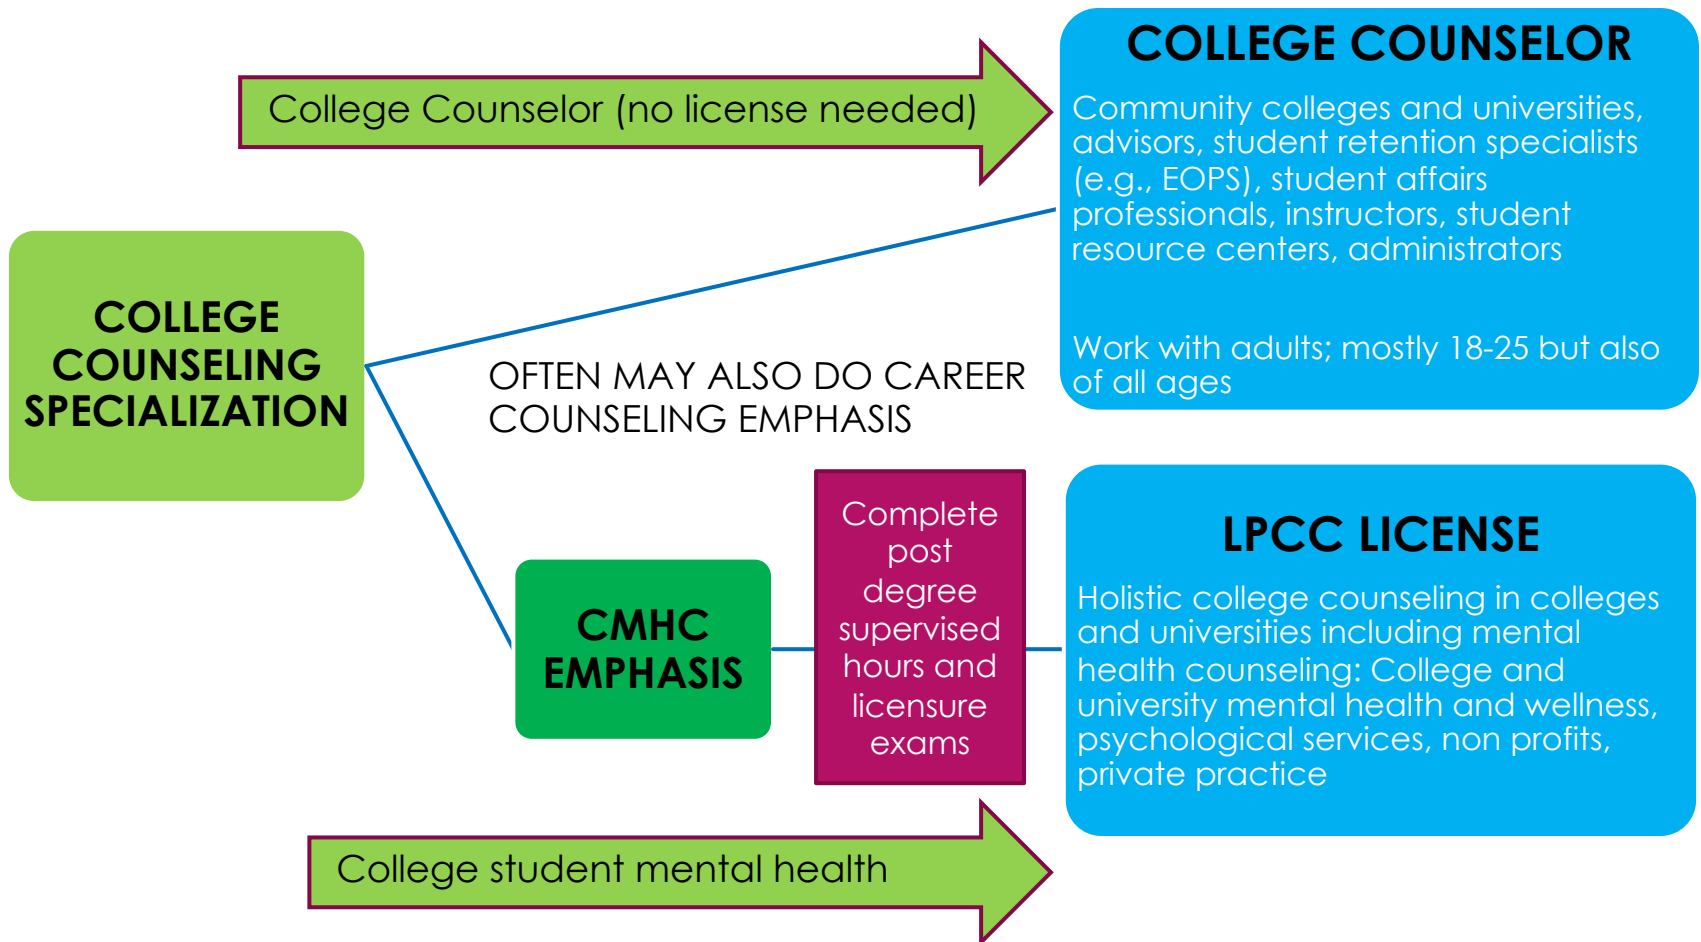 College Counselor (no license needed)
COLLEGE COUNSELOR
Community colleges and universities,
advisors, student retention specialists
(e.g., EOPS), student affairs
professionals, instructors, student
resource centers, administrators
Work with adults; mostly 18-25 but also
of all ages
COLLEGE
COUNSELING
SPECIALIZATION
OFTEN MAY ALSO DO CAREER
COUNSELING EMPHASIS
CMHC
EMPHASIS
Complete
post
degree
supervised
hours and
licensure
exams
LPCC LICENSE
Holistic college counseling in colleges
and universities including mental
health counseling: College and
university mental health and wellness,
psychological services, non profits,
private practice
College student mental health